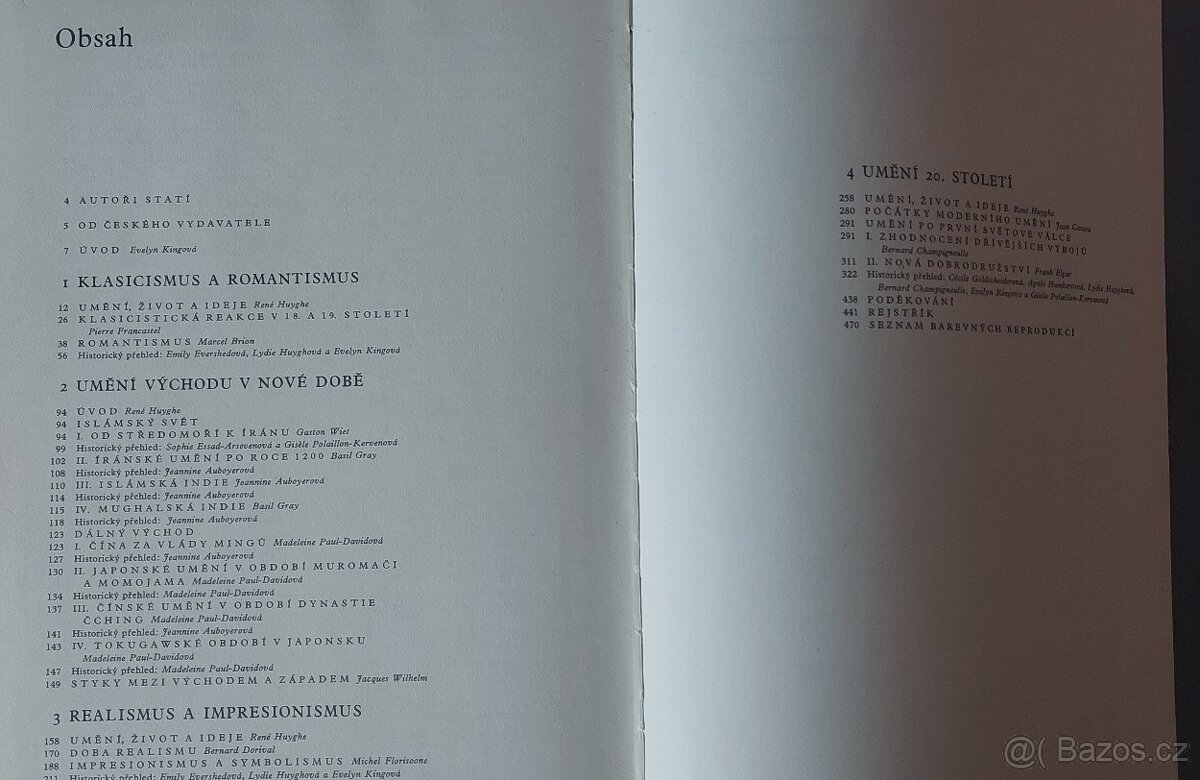 Obsah
4 AUTOŘI STATÍ
5 OD ČESKÉHO VYDAVATELE
7 ÚVOD Evelyn Kingová
1 KLASICISMUS A ROMANTISMUS
12 UMĚNÍ, ŽIVOT A IDEJE René Huyghe
26 KLASICISTICKÁ REAKCE V 18. A 19. STOLETÍ
Pierre Francastel
38 ROMANTISMUS Marcel Brion
56 Historický přehled: Emily Evershedová, Lydie Huyghová a Evelyn Kingová
2 UMĚNÍ VÝCHODU V NOVÉ DOBĚ
94 ÚVOD René Huyghe
94 ISLÁMSKÝ SVĚT
94 I. OD STŘEDOMOŘÍ K ÍRÁNU Gaston Wiet
99 Historický přehled: Sophie Essad-Arsevenová a Gisèle Polaillon-Kervenová
102 II. ÍRÁNSKÉ UMĚNÍ PO ROCE 1200 Basil Gray
108 Historický přehled: Jeannine Auboyerová
110 III. ISLÁMSKÁ INDIE Jeannine Auboyerová
114 Historický přehled: Jeannine Auboyerová
115 IV. MUGHALSKÁ INDIE Basil Gray
118 Historický přehled: Jeannine Auboyerová
123 DÁLNÝ VÝCHOD
123 I. ČÍNA ZA VLÁDY MINGŮ Madeleine Paul-Davidová
127 Historický přehled: Jeannine Auboyerová
130 II. JAPONSKÉ UMĚNÍ V OBDOBÍ MUROMAČI
A MOMOJAMA Madeleine Paul-Davidová
134 Historický přehled: Madeleine Paul-Davidová
137 III. ČÍNSKÉ UMĚNÍ V OBDOBÍ DYNASTIE
ČCHING Madeleine Paul-Davidová
141 Historický přehled: Jeannine Auboyerová
143 IV. TOKUGAWSKÉ OBDOBÍ V JAPONSKU
Madeleine Paul-Davidová
147 Historický přehled: Madeleine Paul-Davidová
149 STYKY MEZI VÝCHODEM A ZÁPADEM Jacques Wilhelm
3 REALISMUS A IMPRESIONISMUS
158 UMĚNÍ, ŽIVOT A IDEJE René Huyghe
170 DOBA REALISMU Bernard Dorival
188 IMPRESIONISMUS A SYMBOLISMUS Michel Florisoone
211 Historický přehled: Emily Evershedová, Lydie Huyghová a Evelyn Kingová
4 UMĚNÍ 20. STOLETÍ
258 UMĚNÍ, ŽIVOT A IDEJE René Huyghe
280 POČÁTKY MODERNÍHO UMĚNÍ Jean Cassou
291 UMĚNÍ PO PRVNÍ SVĚTOVÉ VÁLCE
291 I. ZHODNOCENÍ DŘÍVĚJŠÍCH VÝBOJŮ
Bernard Champigneulle
311 II. NOVÁ DOBRODRUŽSTVÍ Frank Elgar
322 Historický přehled: Cécile Goldscheiderová, Agnès Humbertová, Lydie Huyghová,
Bernard Champigneulle, Evelyn Kingová a Gisèle Polaillon-Kervenová
438 PODĚKOVÁNÍ
441 REJSTŘÍK
470 SEZNAM BAREVNÝCH REPRODUKCÍ
@( Bazos.cz